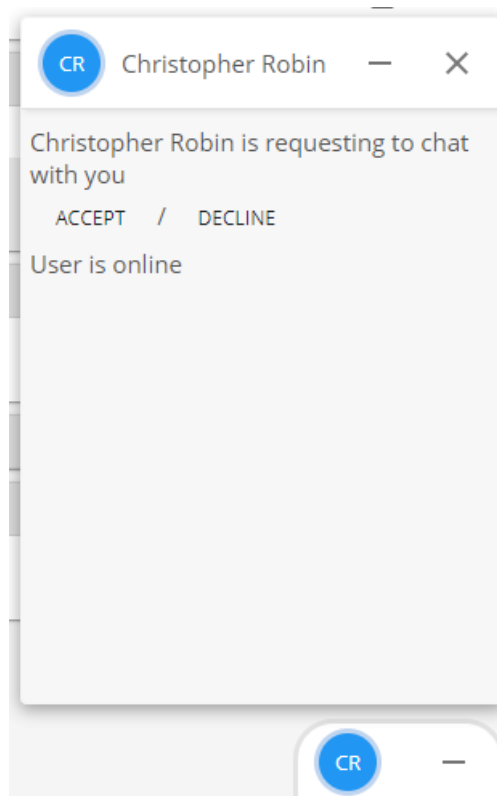 CR Christopher Robin
Christopher Robin is requesting to chat
with you
ACCEPT / DECLINE
User is online
CR